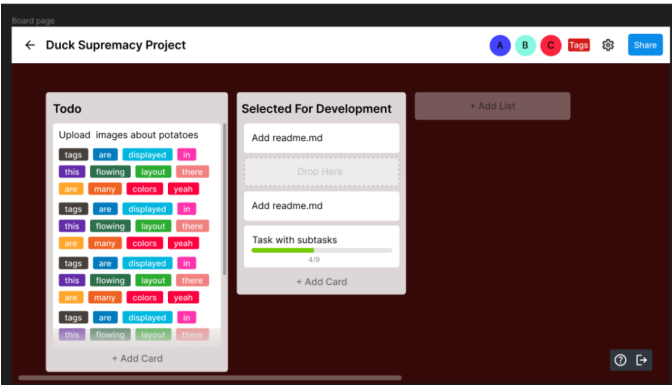 Board page
Duck Supremacy Project
A B C Tags Share
Todo
Upload images about potatoes
tags are displayed in
this flowing layout there
are many colors yeah
tags are displayed in
this flowing layout there
are many colors yeah
tags are displayed in
this flowing layout there
are many colors yeah
tags are displayed in
this flowing layout there
+ Add Card
Selected For Development
Add readme.md
Drop Here
Add readme.md
Task with subtasks
4/9
+ Add Card
+ Add List
?